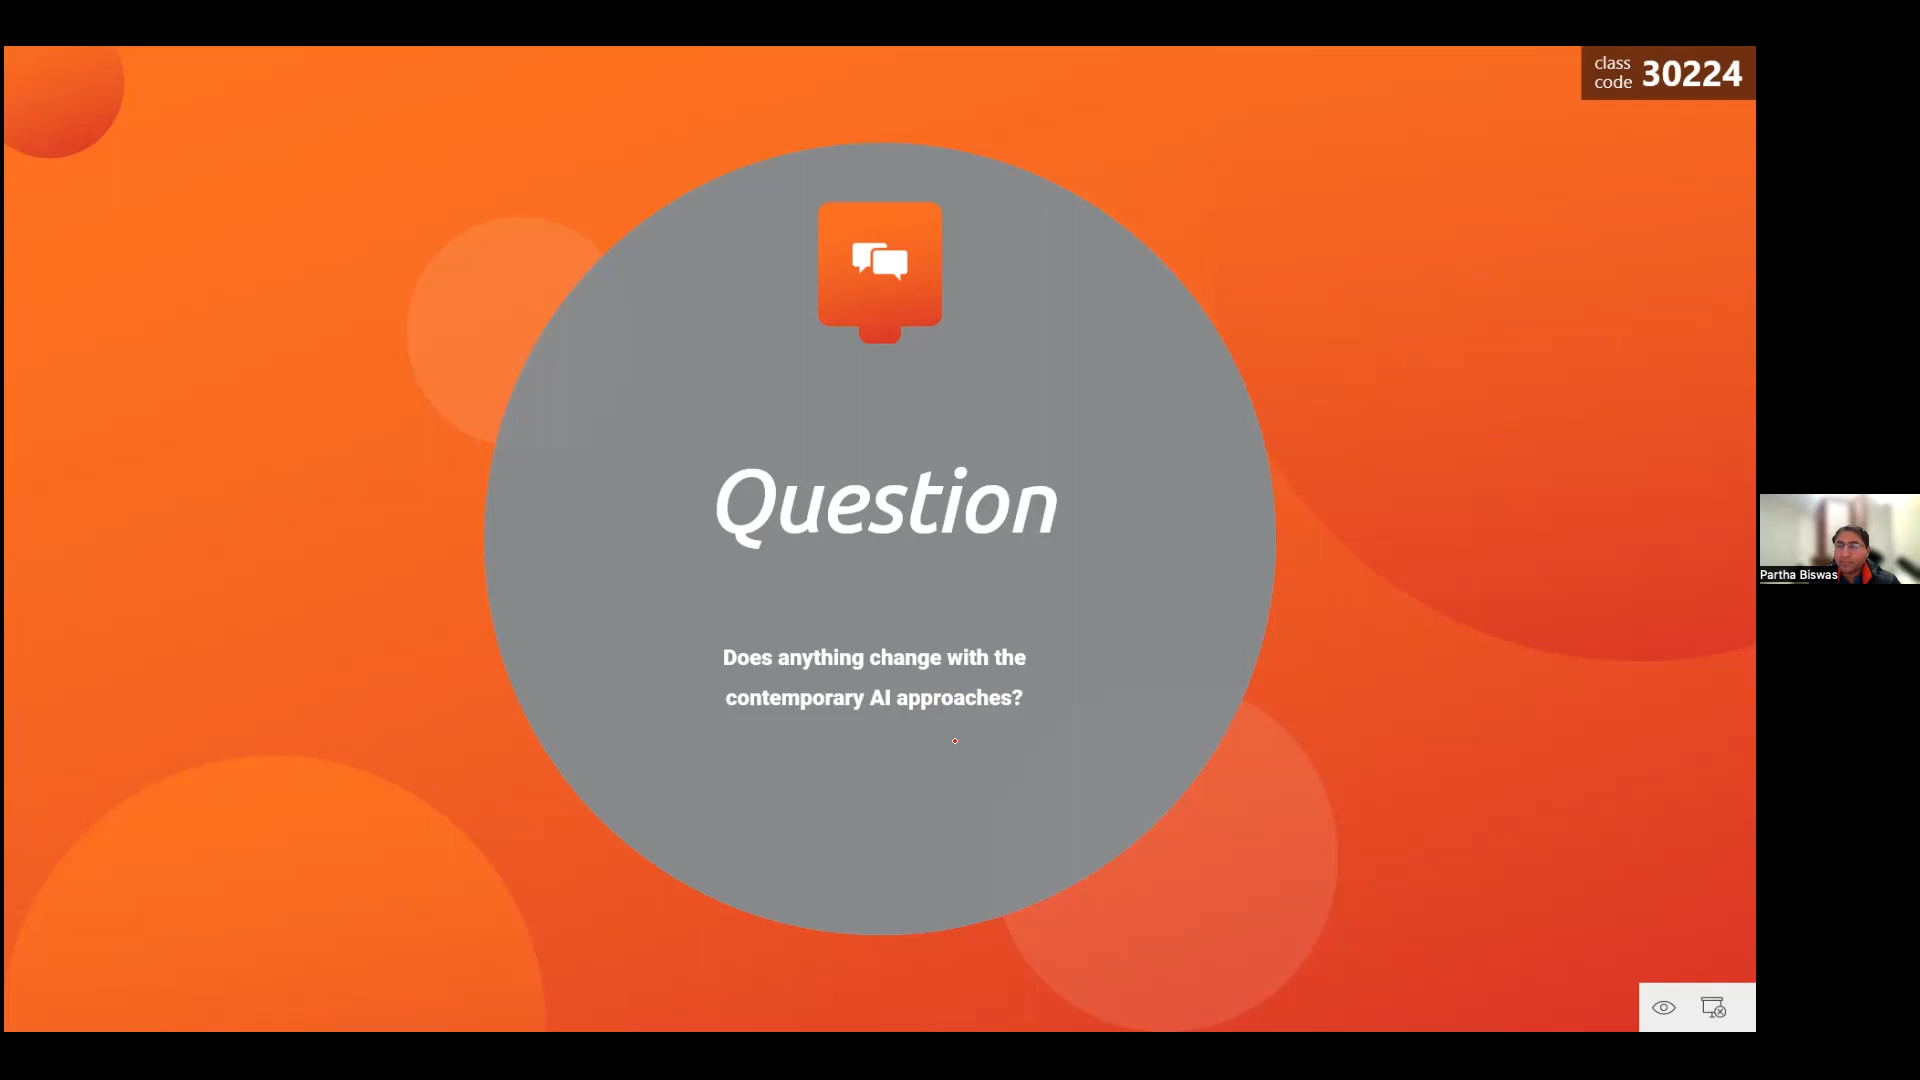 class
code 30224
Question
Does anything change with the
contemporary AI approaches?
Partha Biswas